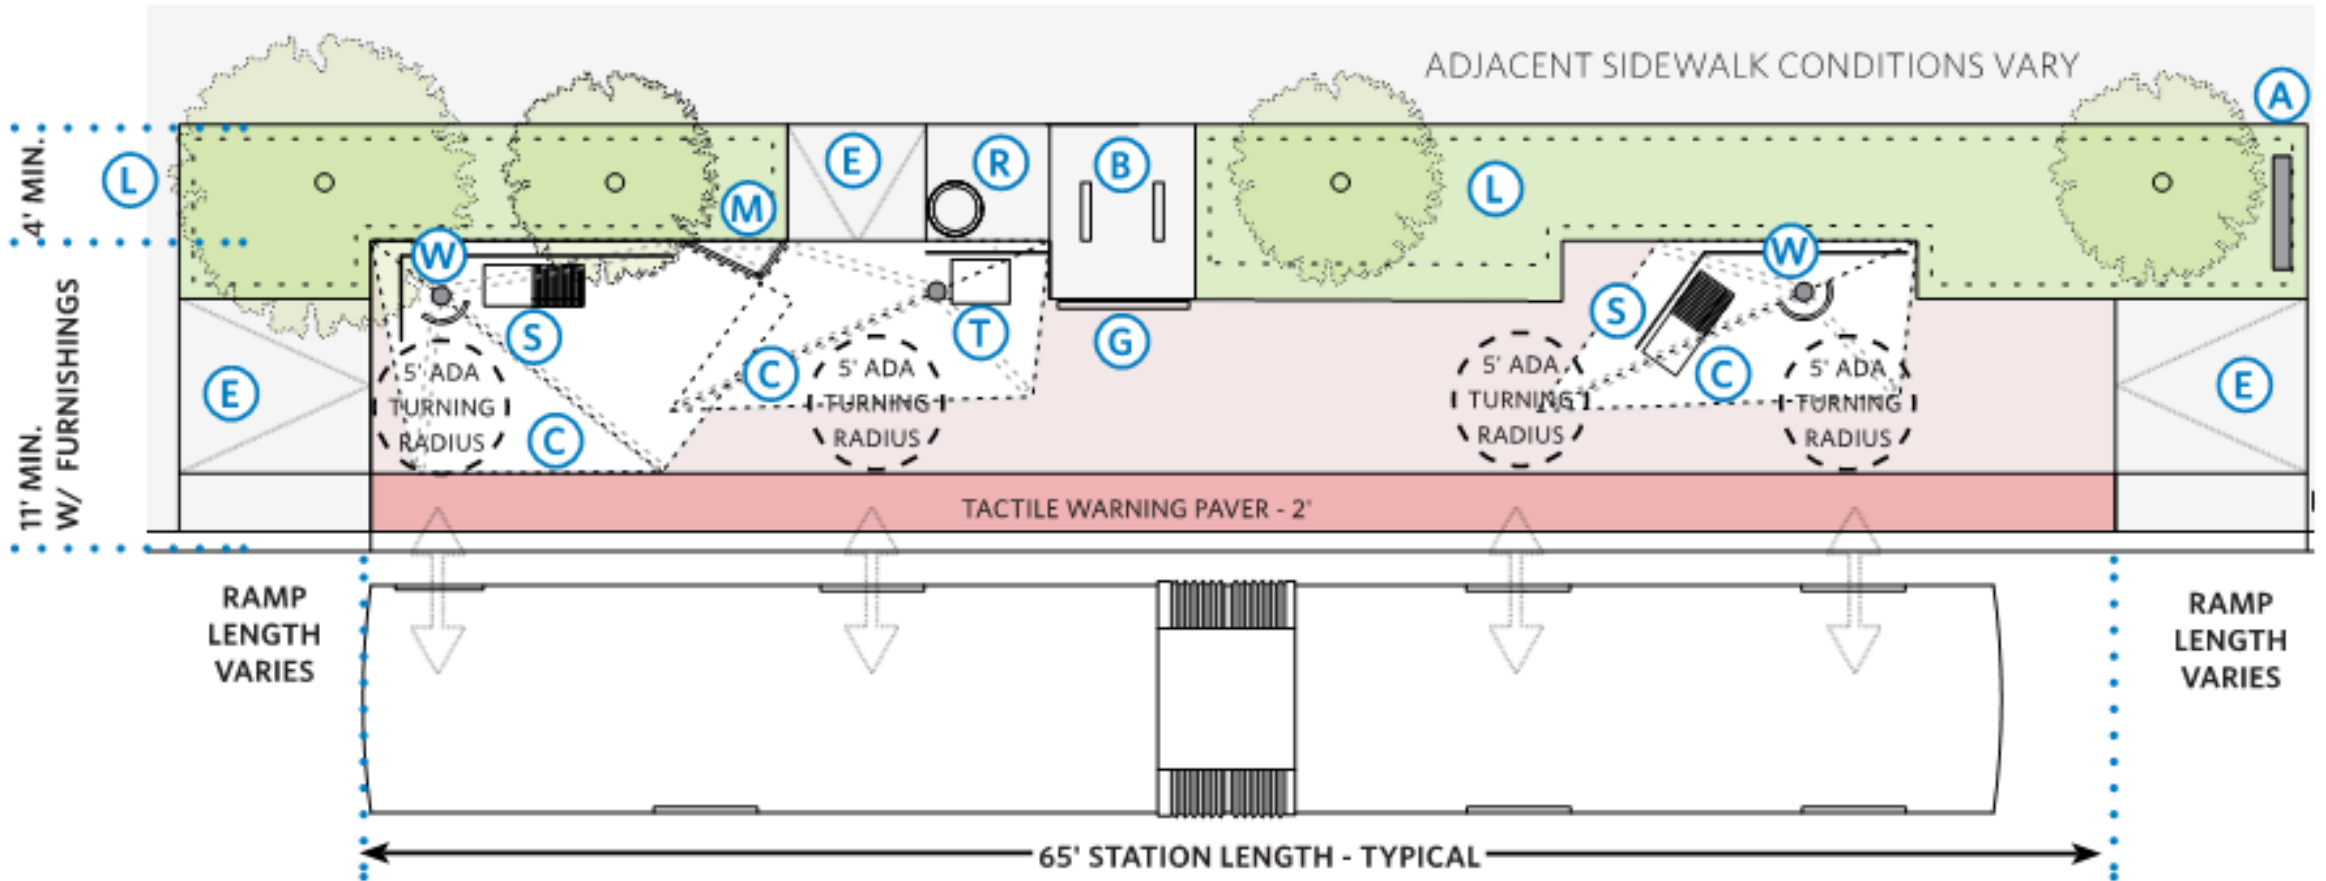 ADJACENT SIDEWALK CONDITIONS VARY
A
4' MIN.
L
E
R
B
L
M
W
W
S
T
G
S
C
C
E
E
C
5' ADA
TURNING
RADIUS
5' ADA
TURNING
RADIUS
5' ADA
TURNING
RADIUS
5' ADA
TURNING
RADIUS
11' MIN.
W/ FURNISHINGS
TACTILE WARNING PAVER - 2'
RAMP
LENGTH
VARIES
RAMP
LENGTH
VARIES
65' STATION LENGTH - TYPICAL